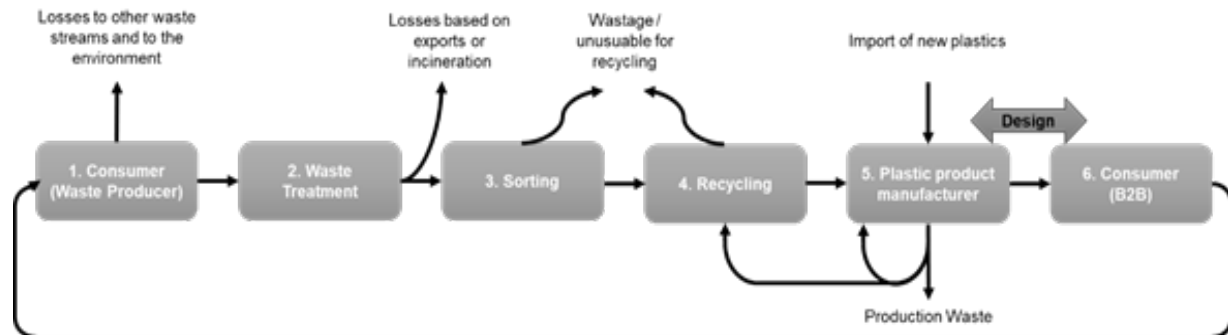 Losses to other waste
streams and to the
environment
Losses based on
exports or
incineration
Wastage /
unusuable for
recycling
Import of new plastics
Design
1. Consumer
(Waste Producer)
2. Waste
Treatment
3. Sorting
4. Recycling
5. Plastic product
manufacturer
6. Consumer
(B2B)
Production Waste